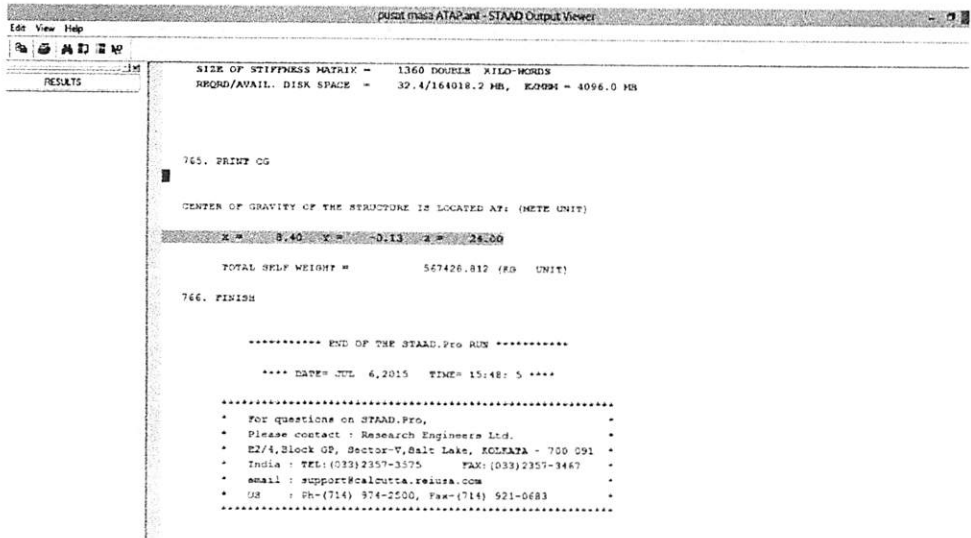 pusat masa ATAP.anl - STAAD Output Viewer
Edit View Help
RESULTS
SIZE OF STIFFNESS MATRIX = 1360 DOUBLE KILO-WORDS
REQRD/AVAIL. DISK SPACE = 32.4/164018.2 MB, EXMEM = 4096.0 MB
765. PRINT CG
CENTER OF GRAVITY OF THE STRUCTURE IS LOCATED AT: (METE UNIT)
X = 8.40 Y = -0.13 Z = 24.00
TOTAL SELF WEIGHT = 567428.812 (KG UNIT)
766. FINISH
*********** END OF THE STAAD.Pro RUN ***********
**** DATE= JUL 6,2015 TIME= 15:48: 5 ****
************************************************************
* For questions on STAAD.Pro, *
* Please contact : Research Engineers Ltd. *
* E2/4,Block GP, Sector-V,Salt Lake, KOLKATA - 700 091 *
* India : TEL:(033)2357-3575 FAX:(033)2357-3467 *
* email : support@calcutta.reiusa.com *
* US : Ph-(714) 974-2500, Fax-(714) 921-0683 *
************************************************************